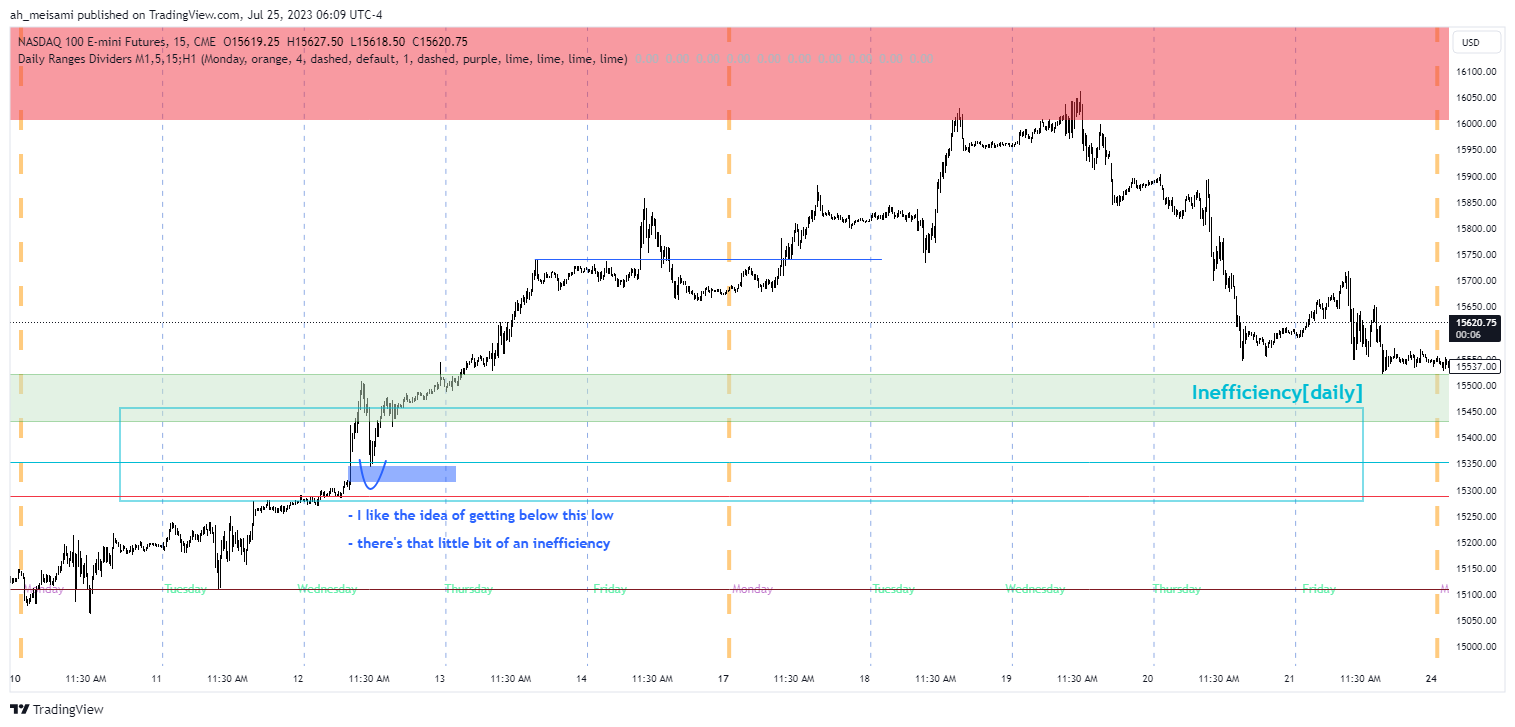 ah_meisami published on TradingView.com, Jul 25, 2023 06:09 UTC-4
NASDAQ 100 E-mini Futures, 15, CME O15619.25 H15627.50 L15618.50 C15620.75
Daily Ranges Dividers M1,5,15;H1 (Monday, orange, 4, dashed, default, 1, dashed, purple, lime, lime, lime, lime) 0.00 0.00 0.00 0.00 0.00 0.00 0.00 0.00 0.00 0.00
USD
16100.00
16050.00
16000.00
15950.00
15900.00
15850.00
15800.00
15750.00
15700.00
15650.00
15620.75
00:06
15550.00
15537.00
15500.00
15450.00
15400.00
15350.00
15300.00
15250.00
15200.00
15150.00
15100.00
15050.00
15000.00
Inefficiency[daily]
- I like the idea of getting below this low
- there's that little bit of an inefficiency
Monday Tuesday Wednesday Thursday Friday Monday Tuesday Wednesday Thursday Friday M
10 11:30 AM 11 11:30 AM 12 11:30 AM 13 11:30 AM 14 11:30 AM 17 11:30 AM 18 11:30 AM 19 11:30 AM 20 11:30 AM 21 11:30 AM 24
TradingView